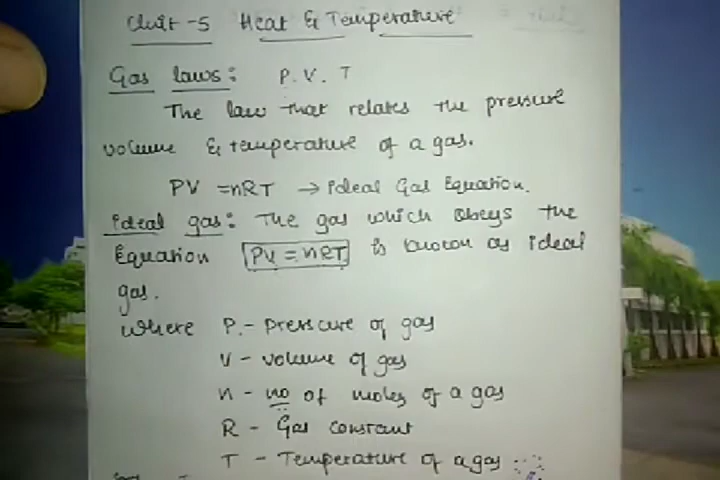 Unit -5 Heat & Temperature
Gas laws: P. V. T
The law that relates the pressure
volume & temperature of a gas.
PV = nRT → Ideal Gas Equation.
ideal gas: The gas which obeys the
Equation PV = nRT is known as ideal
gas.
where P - pressure of gas
V - volume of gas
n - no of moles of a gas
R - Gas constant
T - Temperature of a gas